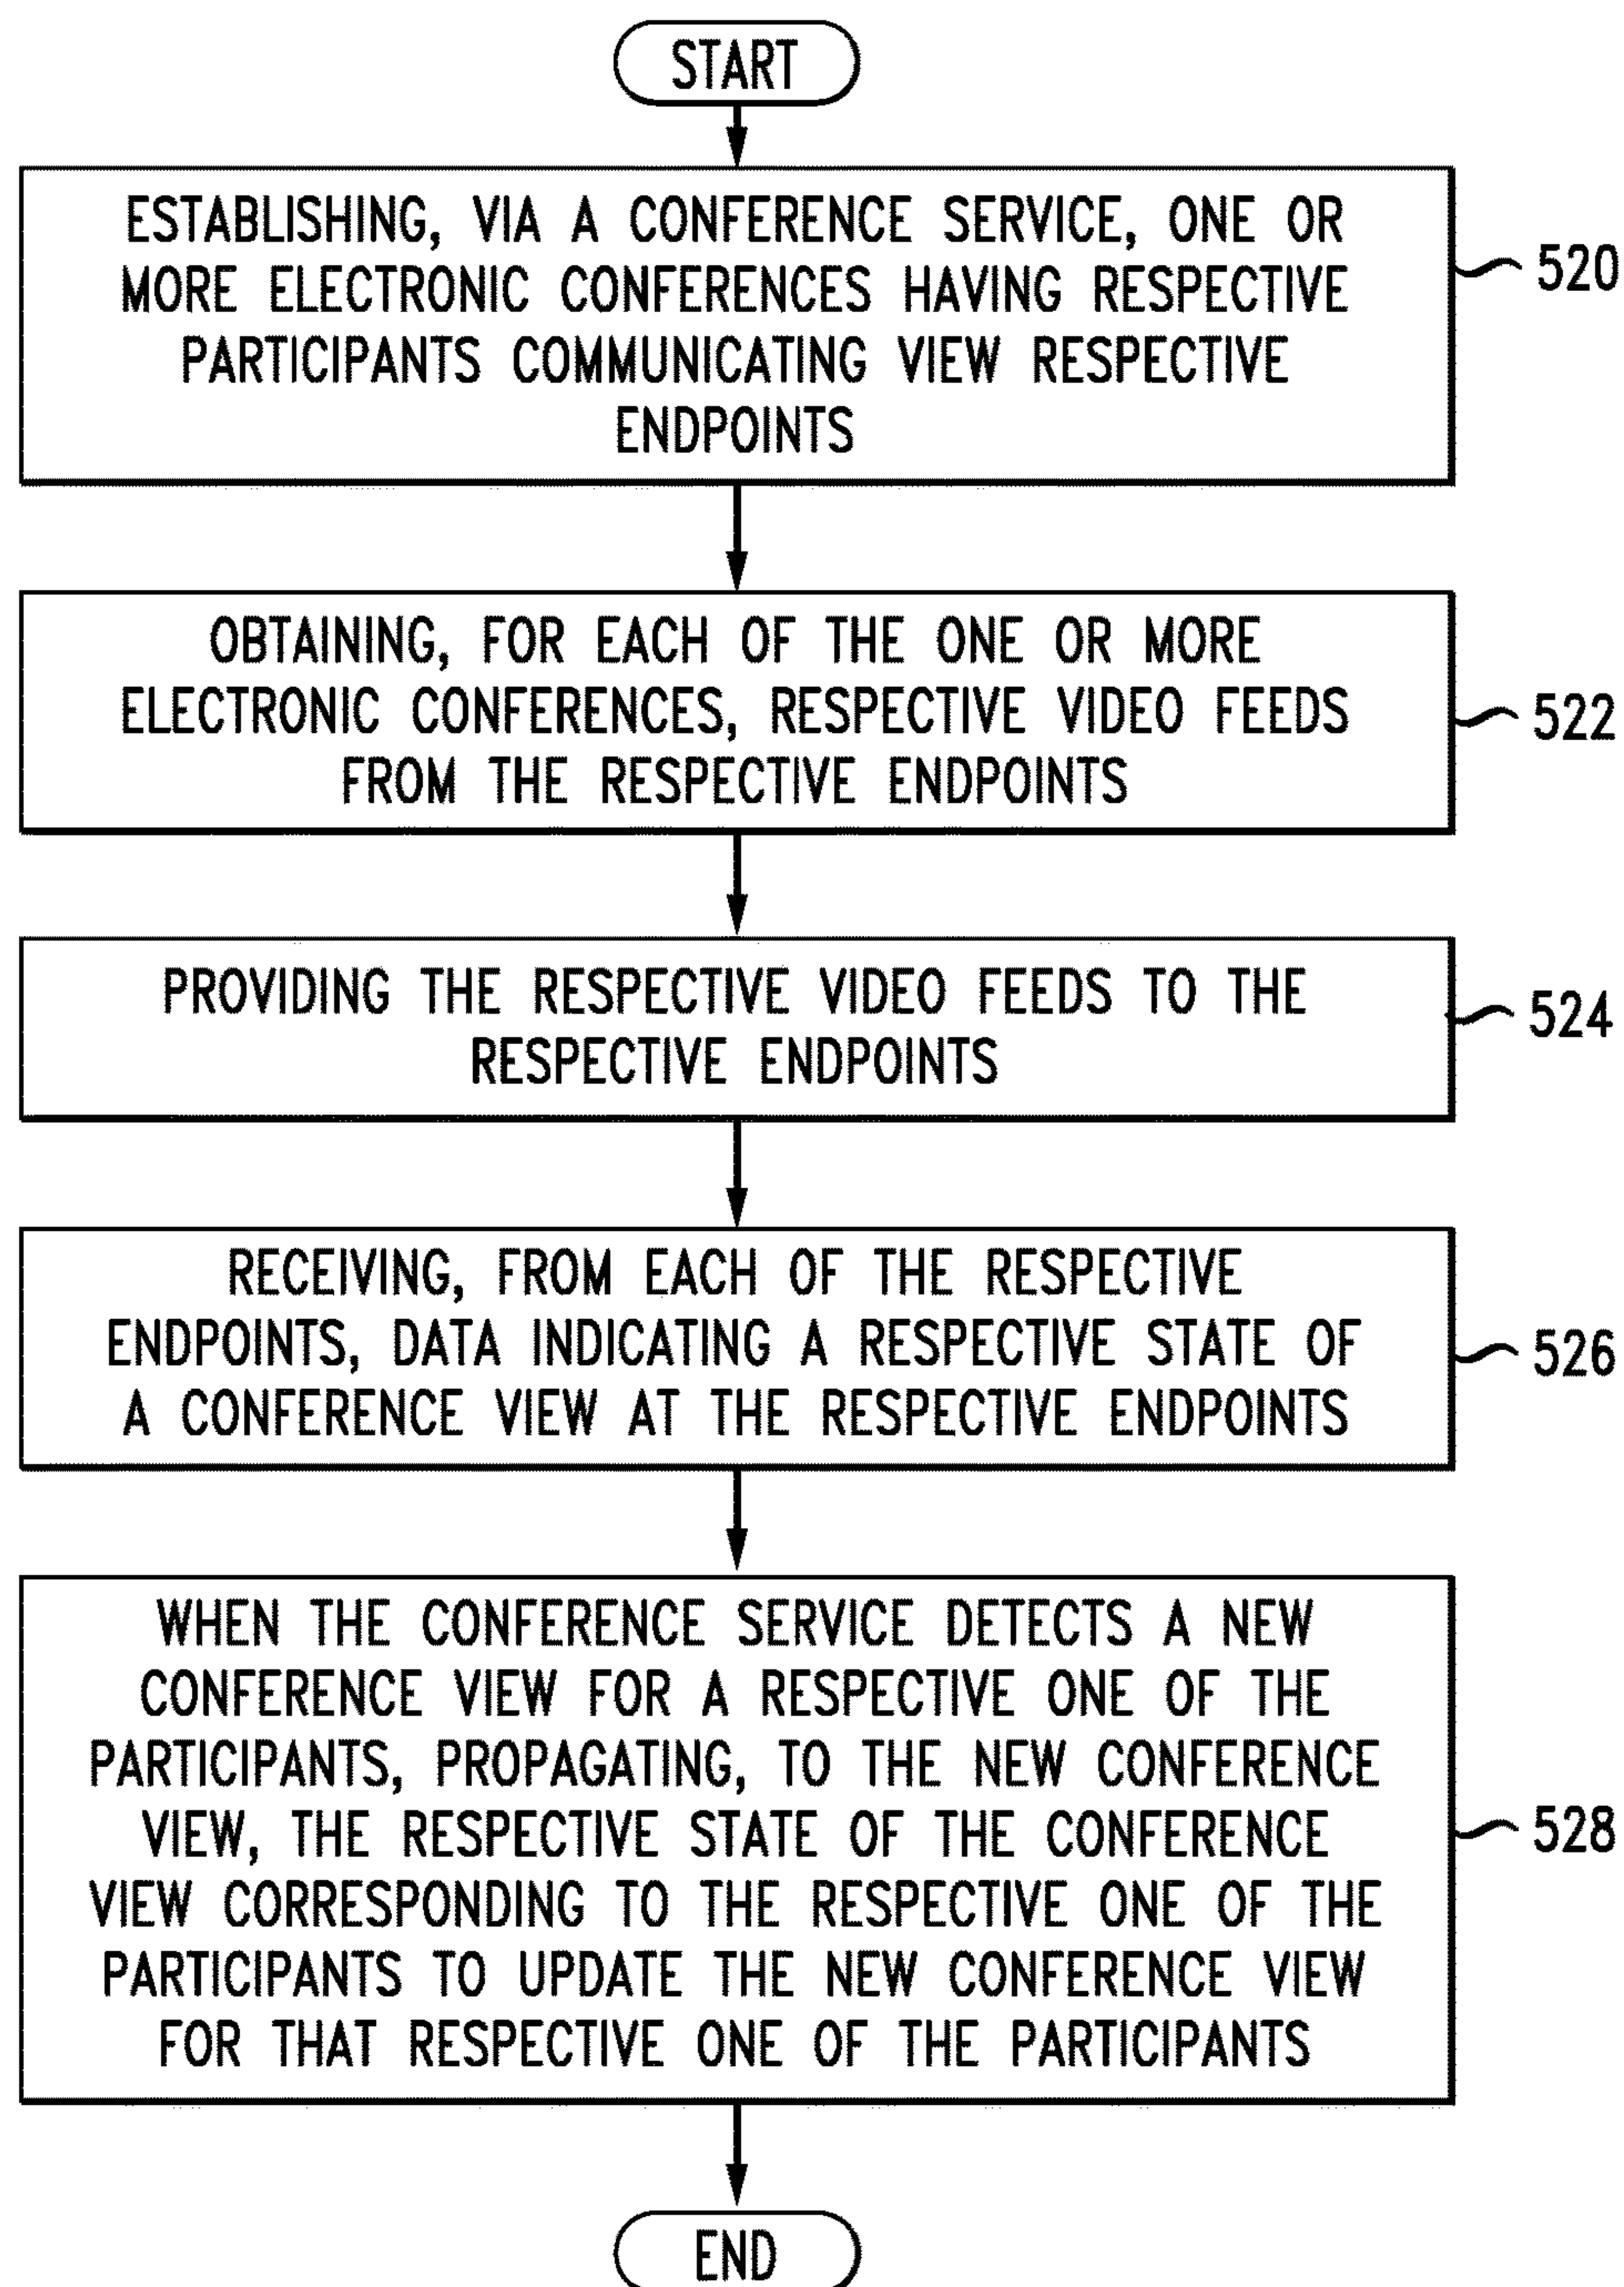 START
ESTABLISHING, VIA A CONFERENCE SERVICE, ONE OR
MORE ELECTRONIC CONFERENCES HAVING RESPECTIVE
PARTICIPANTS COMMUNICATING VIEW RESPECTIVE
ENDPOINTS
520
OBTAINING, FOR EACH OF THE ONE OR MORE
ELECTRONIC CONFERENCES, RESPECTIVE VIDEO FEEDS
FROM THE RESPECTIVE ENDPOINTS
522
PROVIDING THE RESPECTIVE VIDEO FEEDS TO THE
RESPECTIVE ENDPOINTS
524
RECEIVING, FROM EACH OF THE RESPECTIVE
ENDPOINTS, DATA INDICATING A RESPECTIVE STATE OF
A CONFERENCE VIEW AT THE RESPECTIVE ENDPOINTS
526
WHEN THE CONFERENCE SERVICE DETECTS A NEW
CONFERENCE VIEW FOR A RESPECTIVE ONE OF THE
PARTICIPANTS, PROPAGATING, TO THE NEW CONFERENCE
VIEW, THE RESPECTIVE STATE OF THE CONFERENCE
VIEW CORRESPONDING TO THE RESPECTIVE ONE OF THE
PARTICIPANTS TO UPDATE THE NEW CONFERENCE VIEW
FOR THAT RESPECTIVE ONE OF THE PARTICIPANTS
528
END